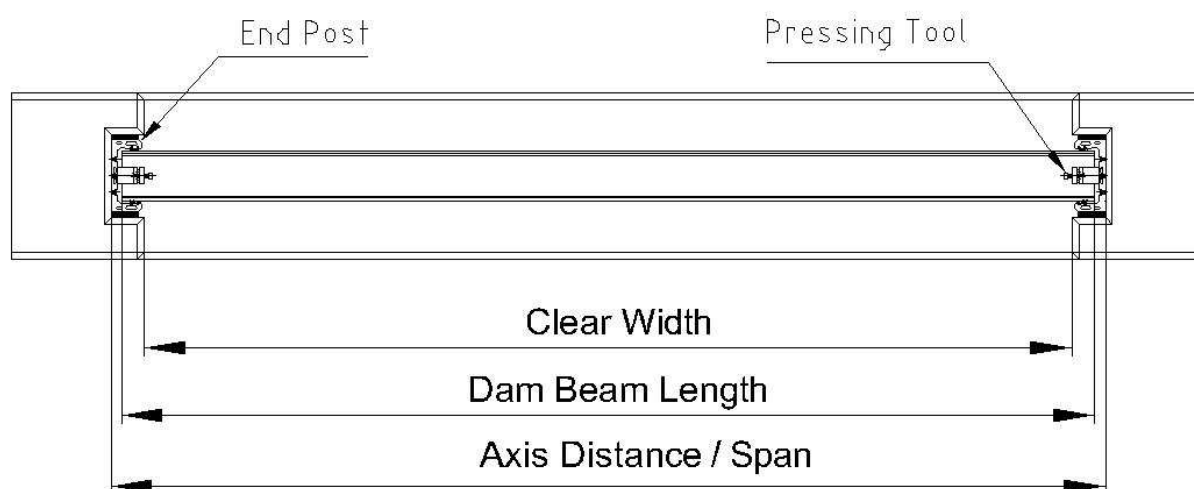 End Post
Pressing Tool
Clear Width
Dam Beam Length
Axis Distance / Span